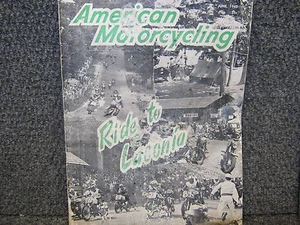 American
Motorcycling
Ride to
Laconia